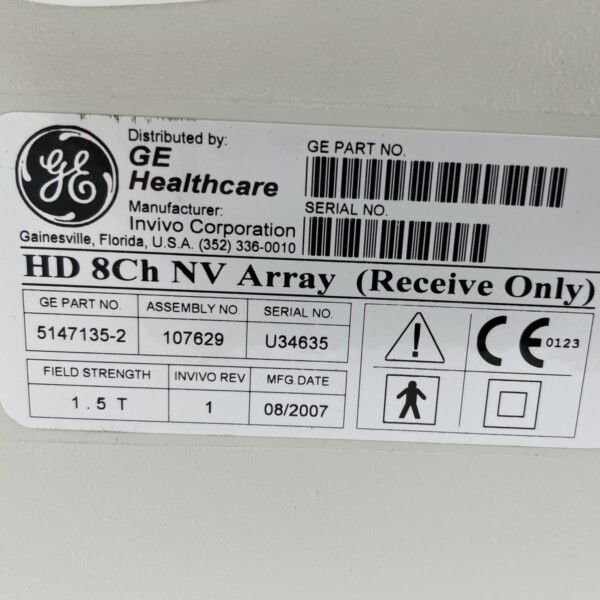 GE
Distributed by:
GE
Healthcare
Manufacturer:
Invivo Corporation
Gainesville, Florida, U.S.A. (352) 336-0010
GE PART NO.
SERIAL NO.
HD 8Ch NV Array (Receive Only)
GE PART NO. ASSEMBLY NO. SERIAL NO.
5147135-2 107629 U34635
FIELD STRENGTH INVIVO REV MFG DATE
1.5 T 1 08/2007
CE 0123